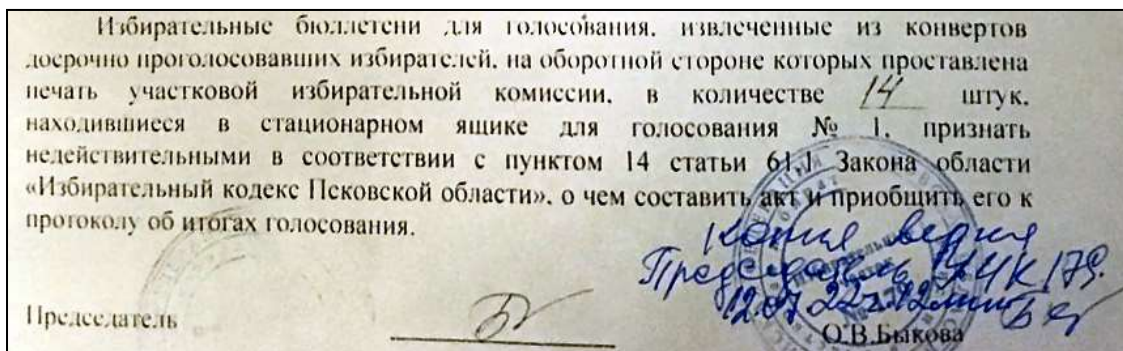 Избирательные бюллетени для голосования, извлеченные из конвертов
досрочно проголосовавших избирателей, на оборотной стороне которых проставлена
печать участковой избирательной комиссии, в количестве 14 штук,
находившиеся в стационарном ящике для голосования № 1, признать
недействительными в соответствии с пунктом 14 статьи 61.1 Закона области
«Избирательный кодекс Псковской области», о чем составить акт и приобщить его к
протоколу об итогах голосования.
Копия верна
Председатель УИК 179.
Председатель
О.В.Быкова